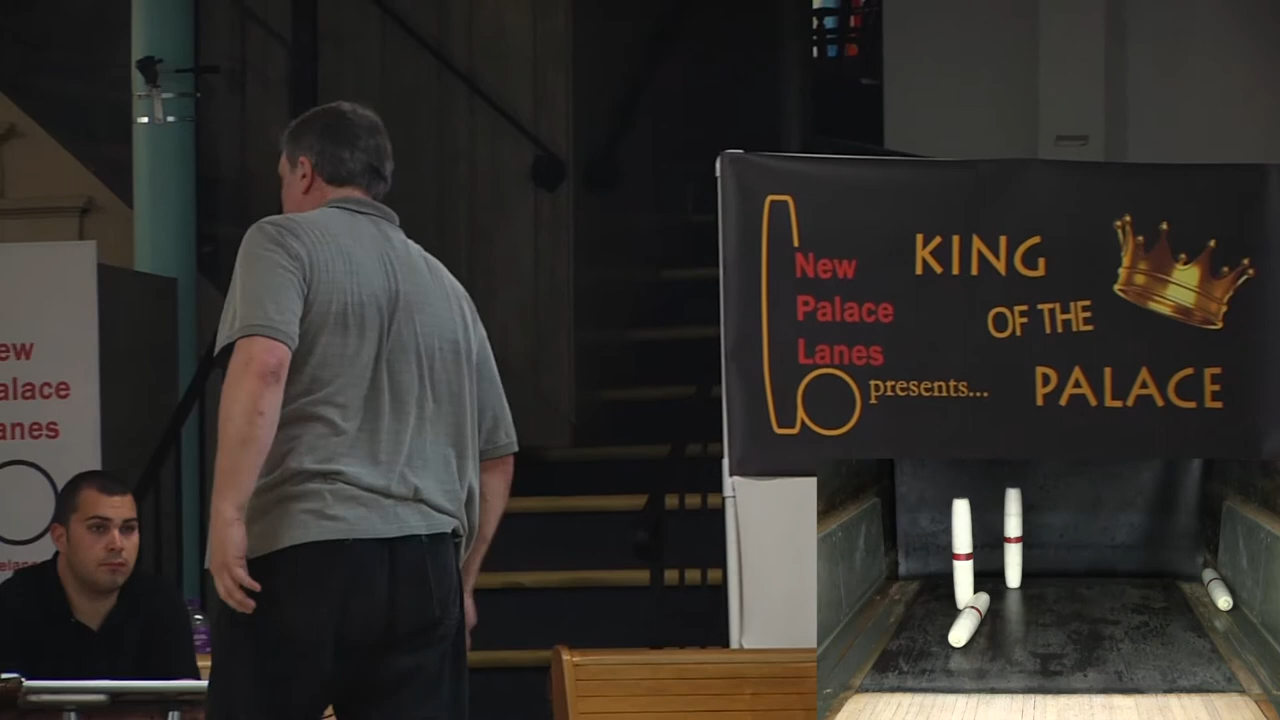 New
Palace
Lanes
presents...
KING
OF THE
PALACE
ew
alace
anes